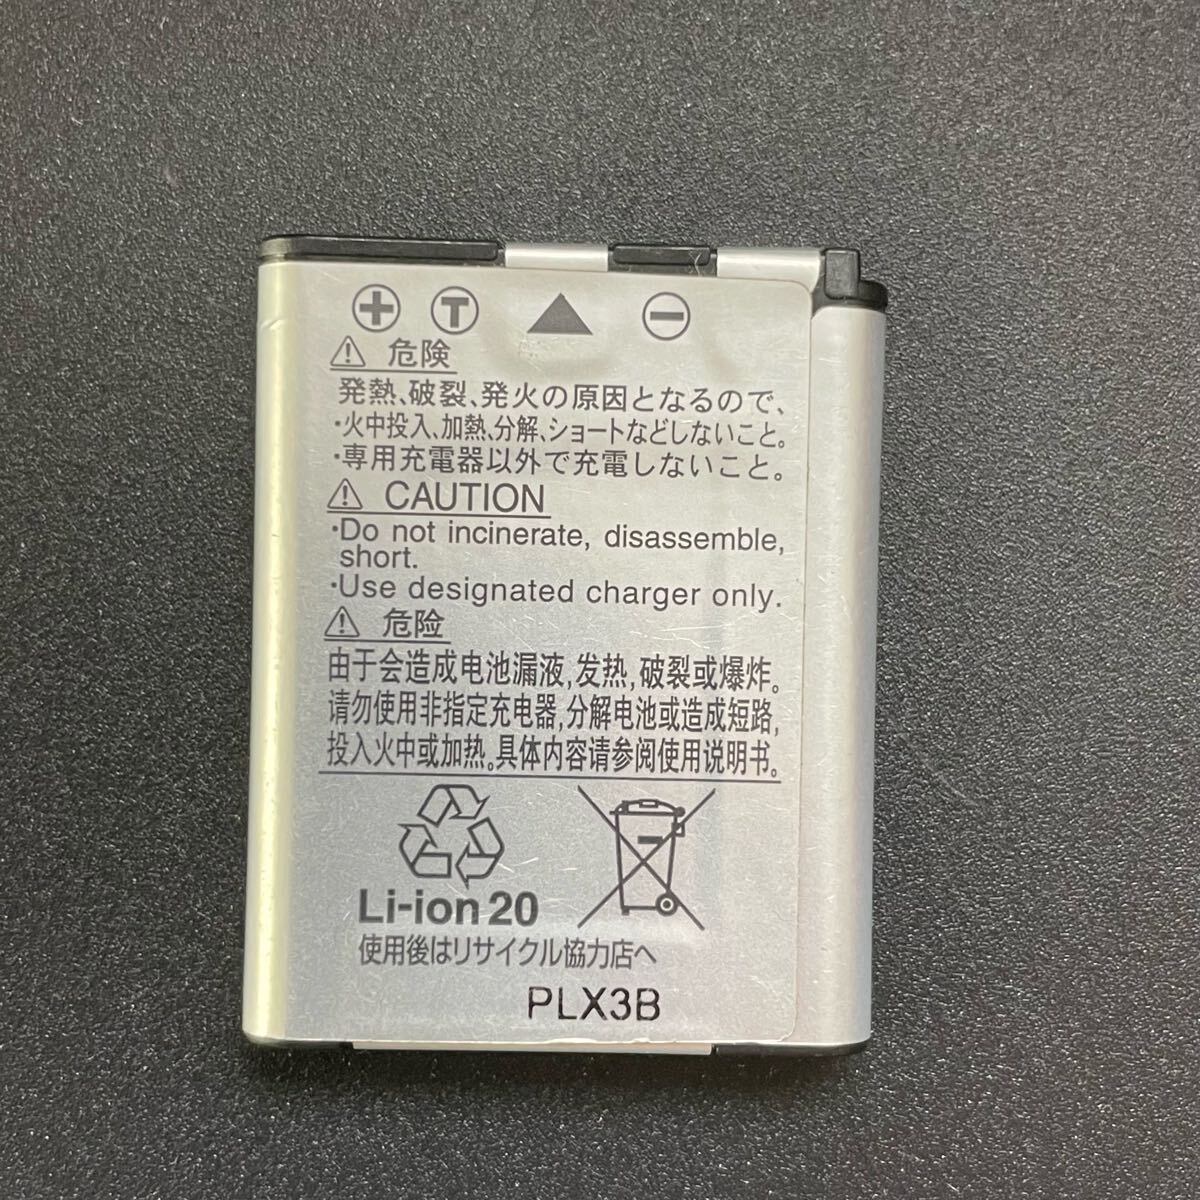 + T ▲ −
⚠ 危険
発熱、破裂、発火の原因となるので、
・火中投入、加熱、分解、ショートなどしないこと。
・専用充電器以外で充電しないこと。
⚠ CAUTION
・Do not incinerate, disassemble,
short.
・Use designated charger only.
⚠ 危险
由于会造成电池漏液,发热,破裂或爆炸。
请勿使用非指定充电器,分解电池或造成短路,
投入火中或加热。具体内容请参阅使用说明书。
Li-ion 20
使用後はリサイクル協力店へ
PLX3B